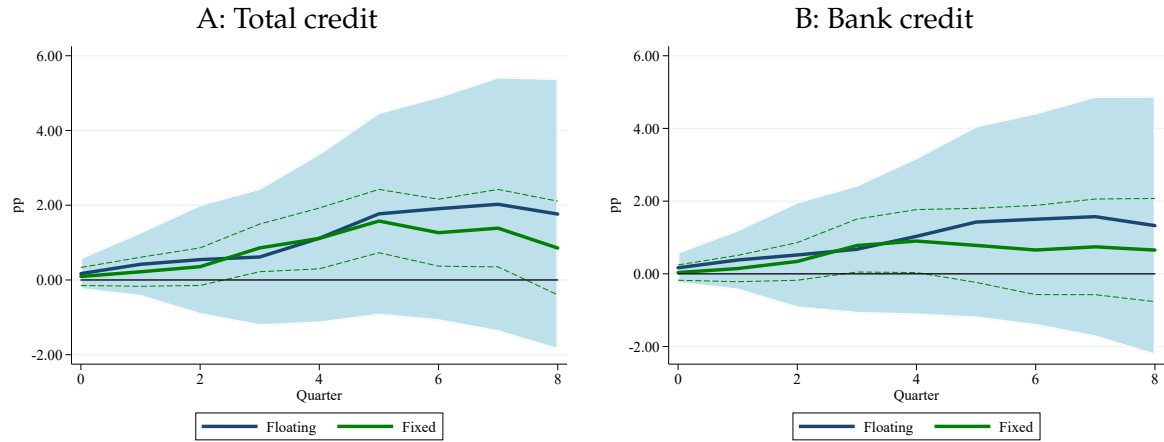 A: Total credit
6.00
4.00
2.00
0.00
-2.00
pp
0 2 4 6 8
Quarter
Floating Fixed
B: Bank credit
6.00
4.00
2.00
0.00
-2.00
pp
0 2 4 6 8
Quarter
Floating Fixed